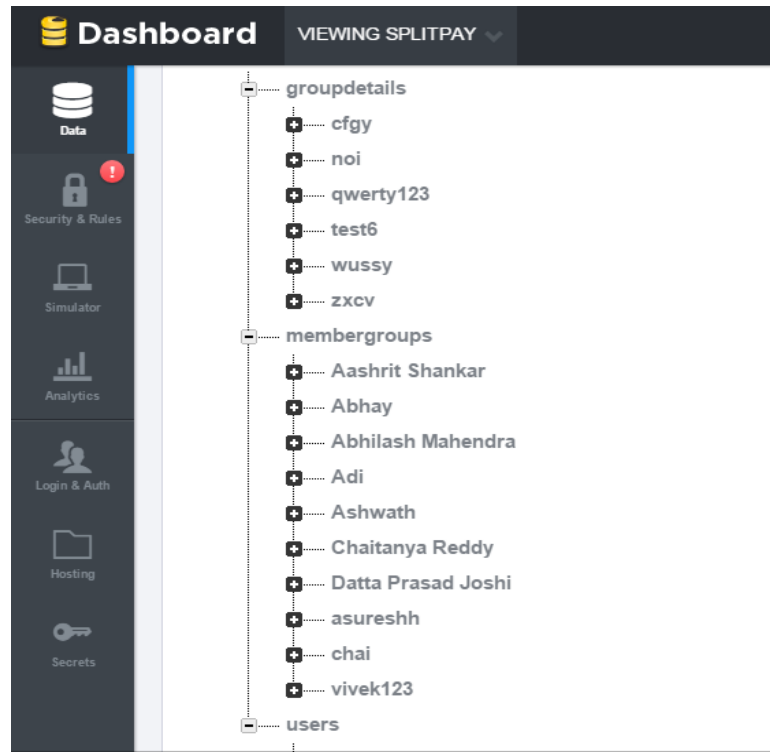 Dashboard VIEWING SPLITPAY
Data
!
Security & Rules
Simulator
Analytics
Login & Auth
Hosting
Secrets
groupdetails
cfgy
noi
qwerty123
test6
wussy
zxcv
membergroups
Aashrit Shankar
Abhay
Abhilash Mahendra
Adi
Ashwath
Chaitanya Reddy
Datta Prasad Joshi
asureshh
chai
vivek123
users